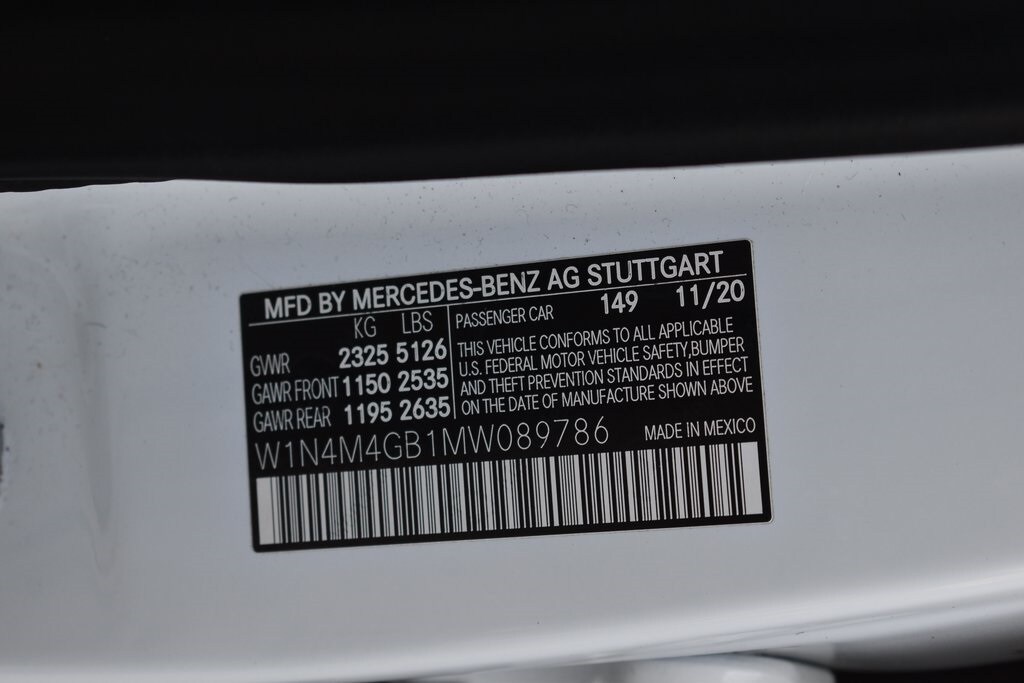 MFD BY MERCEDES-BENZ AG STUTTGART
KG LBS
GVWR 2325 5126
GAWR FRONT 1150 2535
GAWR REAR 1195 2635
PASSENGER CAR 149 11/20
THIS VEHICLE CONFORMS TO ALL APPLICABLE
U.S. FEDERAL MOTOR VEHICLE SAFETY,BUMPER
AND THEFT PREVENTION STANDARDS IN EFFECT
ON THE DATE OF MANUFACTURE SHOWN ABOVE
W1N4M4GB1MW089786 MADE IN MEXICO